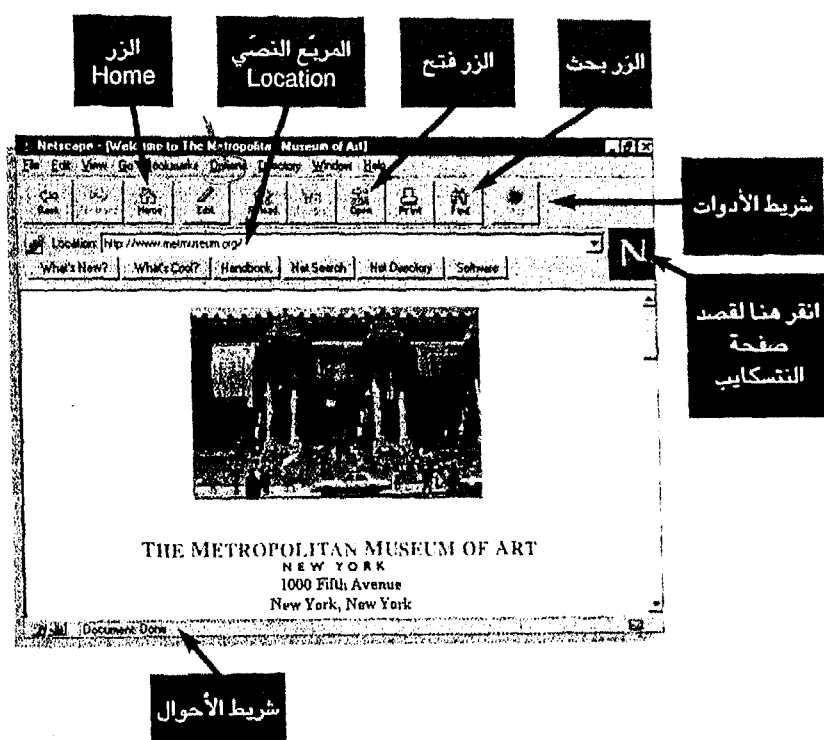 الزر
Home
المربّع النصّي
Location
الزر فتح
الزر بحث
Netscape - [Welcome to The Metropolitan Museum of Art]
File Edit View Go Bookmarks Options Directory Window Help
Back Home Edit Reload Open Print Find
شريط الأدوات
Location: http://www.metmuseum.org/
N
What's New? What's Cool? Handbook Net Search Net Directory Software
انقر هنا لقصد
صفحة
النتسكايب
THE METROPOLITAN MUSEUM OF ART
NEW YORK
1000 Fifth Avenue
New York, New York
Document: Done
شريط الأحوال